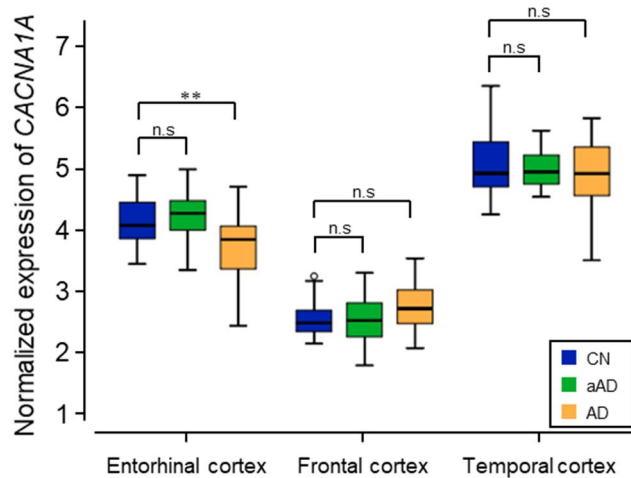 Normalized expression of CACNA1A
7
6
5
4
3
2
1
n.s
**
n.s
n.s
n.s
n.s
CN
aAD
AD
Entorhinal cortex
Frontal cortex
Temporal cortex